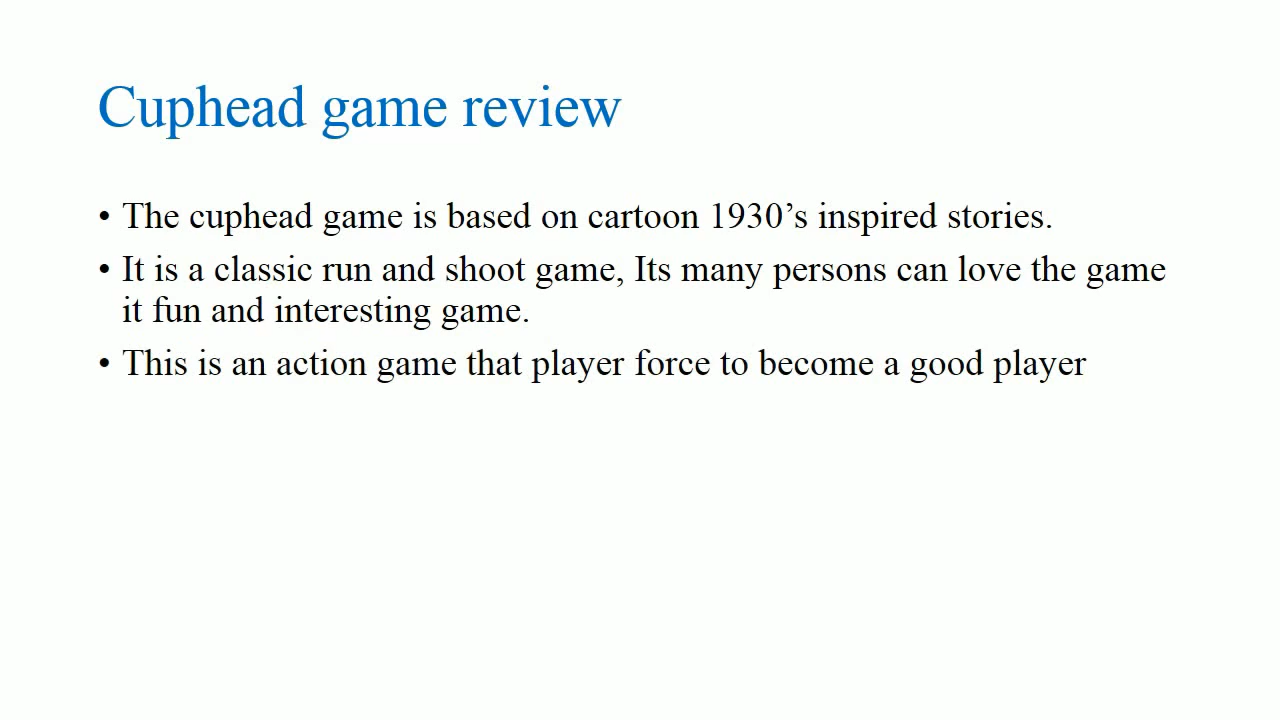 Cuphead game review
• The cuphead game is based on cartoon 1930’s inspired stories.
• It is a classic run and shoot game, Its many persons can love the game
it fun and interesting game.
• This is an action game that player force to become a good player